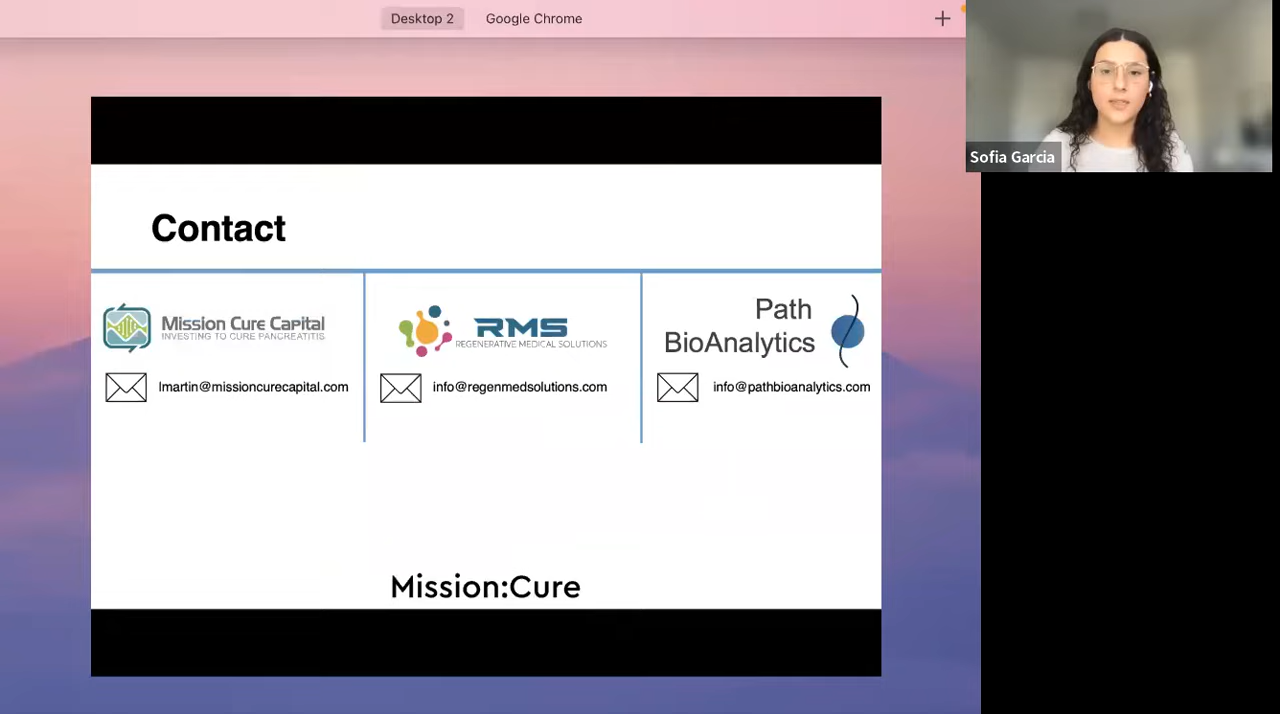 Desktop 2
Google Chrome
Sofia Garcia
Contact
Mission Cure Capital
INVESTING TO CURE PANCREATITIS
lmartin@missioncurecapital.com
RMS
REGENERATIVE MEDICAL SOLUTIONS
info@regenmedsolutions.com
Path
BioAnalytics
info@pathbioanalytics.com
Mission:Cure